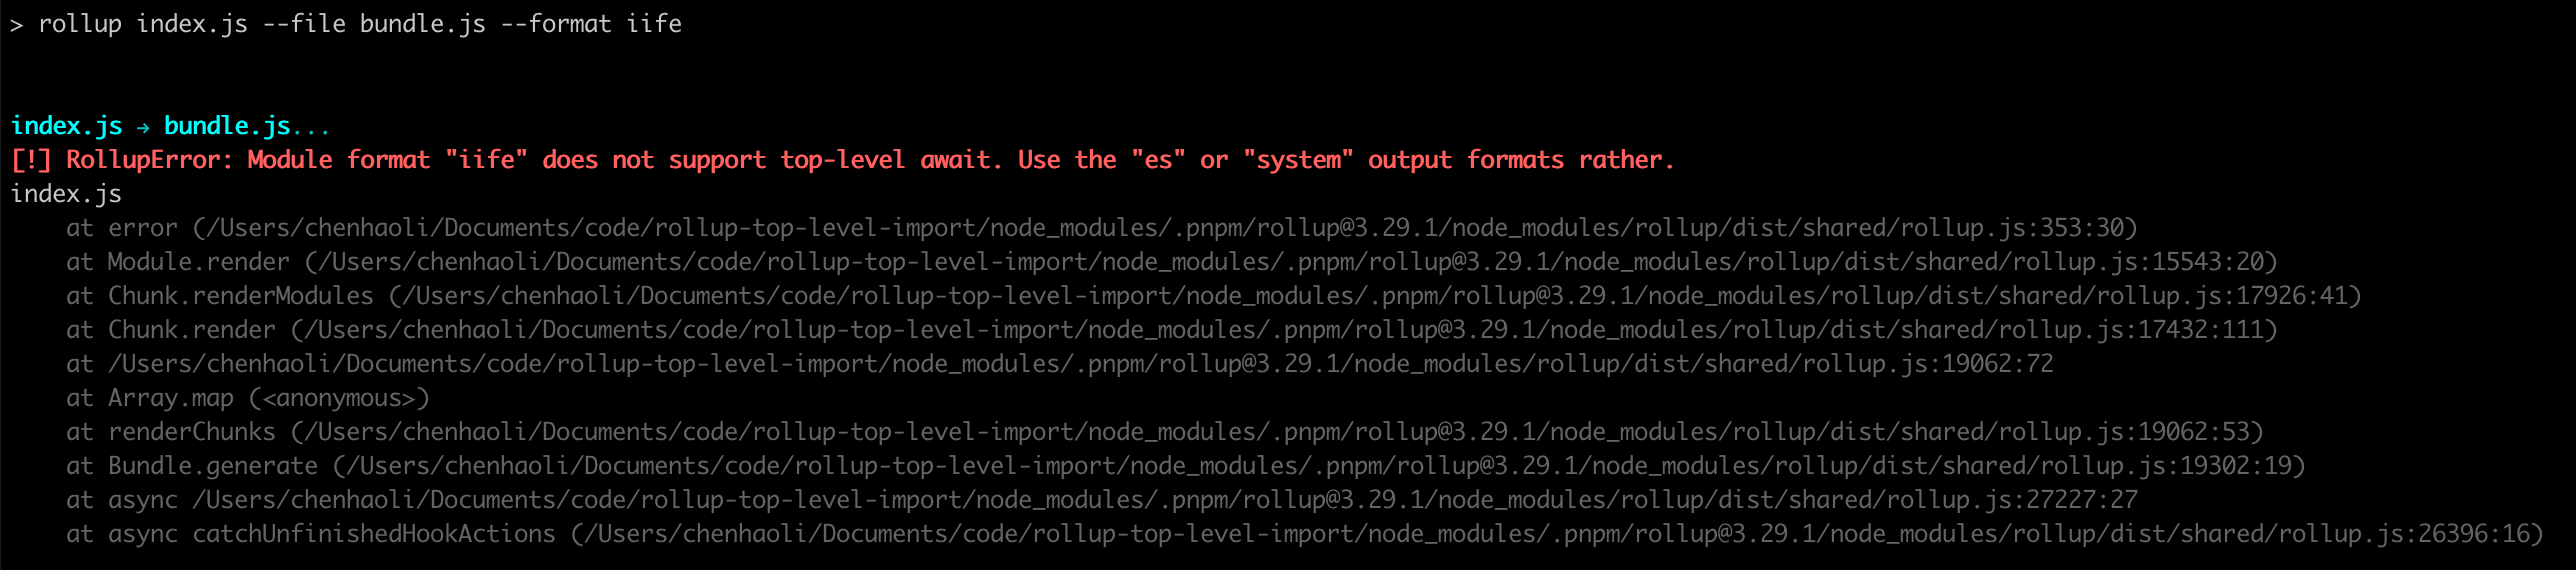 > rollup index.js --file bundle.js --format iife
index.js → bundle.js...
[!] RollupError: Module format "iife" does not support top-level await. Use the "es" or "system" output formats rather.
index.js
    at error (/Users/chenhaoli/Documents/code/rollup-top-level-import/node_modules/.pnpm/rollup@3.29.1/node_modules/rollup/dist/shared/rollup.js:353:30)
    at Module.render (/Users/chenhaoli/Documents/code/rollup-top-level-import/node_modules/.pnpm/rollup@3.29.1/node_modules/rollup/dist/shared/rollup.js:15543:20)
    at Chunk.renderModules (/Users/chenhaoli/Documents/code/rollup-top-level-import/node_modules/.pnpm/rollup@3.29.1/node_modules/rollup/dist/shared/rollup.js:17926:41)
    at Chunk.render (/Users/chenhaoli/Documents/code/rollup-top-level-import/node_modules/.pnpm/rollup@3.29.1/node_modules/rollup/dist/shared/rollup.js:17432:111)
    at /Users/chenhaoli/Documents/code/rollup-top-level-import/node_modules/.pnpm/rollup@3.29.1/node_modules/rollup/dist/shared/rollup.js:19062:72
    at Array.map (<anonymous>)
    at renderChunks (/Users/chenhaoli/Documents/code/rollup-top-level-import/node_modules/.pnpm/rollup@3.29.1/node_modules/rollup/dist/shared/rollup.js:19062:53)
    at Bundle.generate (/Users/chenhaoli/Documents/code/rollup-top-level-import/node_modules/.pnpm/rollup@3.29.1/node_modules/rollup/dist/shared/rollup.js:19302:19)
    at async /Users/chenhaoli/Documents/code/rollup-top-level-import/node_modules/.pnpm/rollup@3.29.1/node_modules/rollup/dist/shared/rollup.js:27227:27
    at async catchUnfinishedHookActions (/Users/chenhaoli/Documents/code/rollup-top-level-import/node_modules/.pnpm/rollup@3.29.1/node_modules/rollup/dist/shared/rollup.js:26396:16)